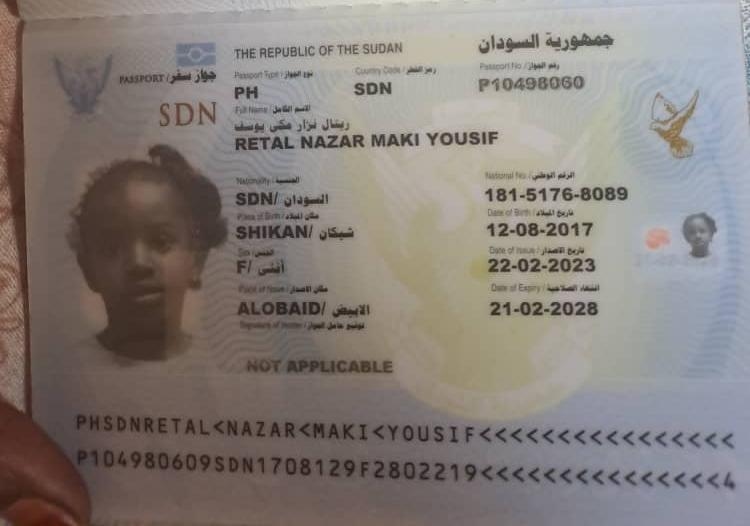 THE REPUBLIC OF THE SUDAN جمهورية السودان
PASSPORT / جواز سفر
Passport Type / نوع الجواز Country Code / رمز القطر Passport No. / رقم الجواز
PH SDN P10498060
SDN
Full Name / الاسم الكامل
ريتال نزار مكى يوسف
RETAL NAZAR MAKI YOUSIF
Nationality / الجنسية National No. / الرقم الوطني
SDN/ السودان 181-5176-8089
Place of Birth / مكان الميلاد Date of Birth / تاريخ الميلاد
SHIKAN/ شيكان 12-08-2017
Sex / الجنس Date of Issue / تاريخ الاصدار
F/ أنثى 22-02-2023
Place of Issue / مكان الاصدار Date of Expiry / انتهاء الصلاحية
ALOBAID/ الابيض 21-02-2028
Signature of Holder / توقيع حامل الجواز
NOT APPLICABLE
PHSDNRETAL<NAZAR<MAKI<YOUSIF<<<<<<<<<<<<<<<<
P104980609SDN1708129F2802219<<<<<<<<<<<<<<<4